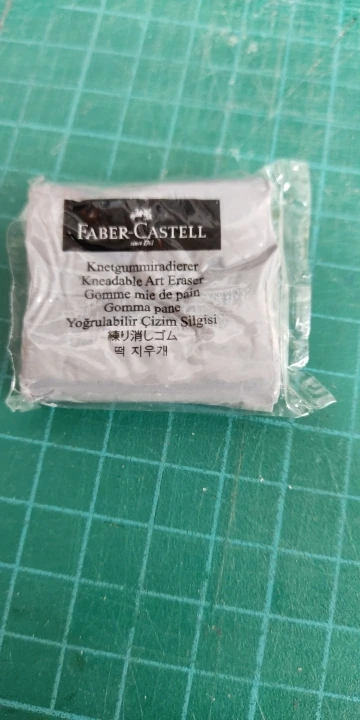 FABER-CASTELL
since 1761
Knetgummiradierer
Kneadable Art Eraser
Gomme mie de pain
Gomma pane
Yoğrulabilir Çizim Silgisi
練り消しゴム
떡 지우개